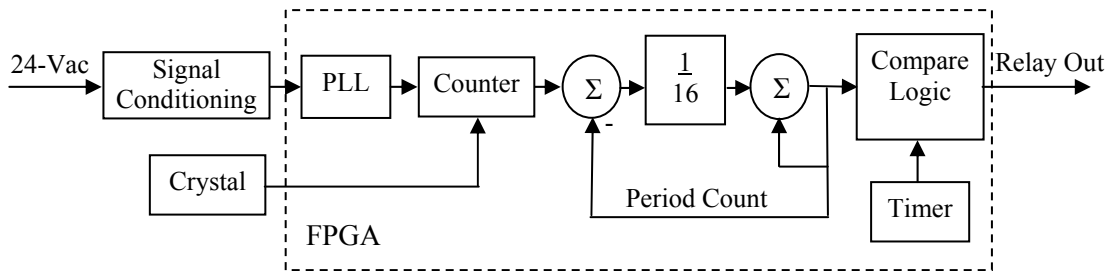 24-Vac
Signal
Conditioning
PLL
Counter
Σ
-
1
16
Σ
Compare
Logic
Relay Out
Crystal
Period Count
Timer
FPGA